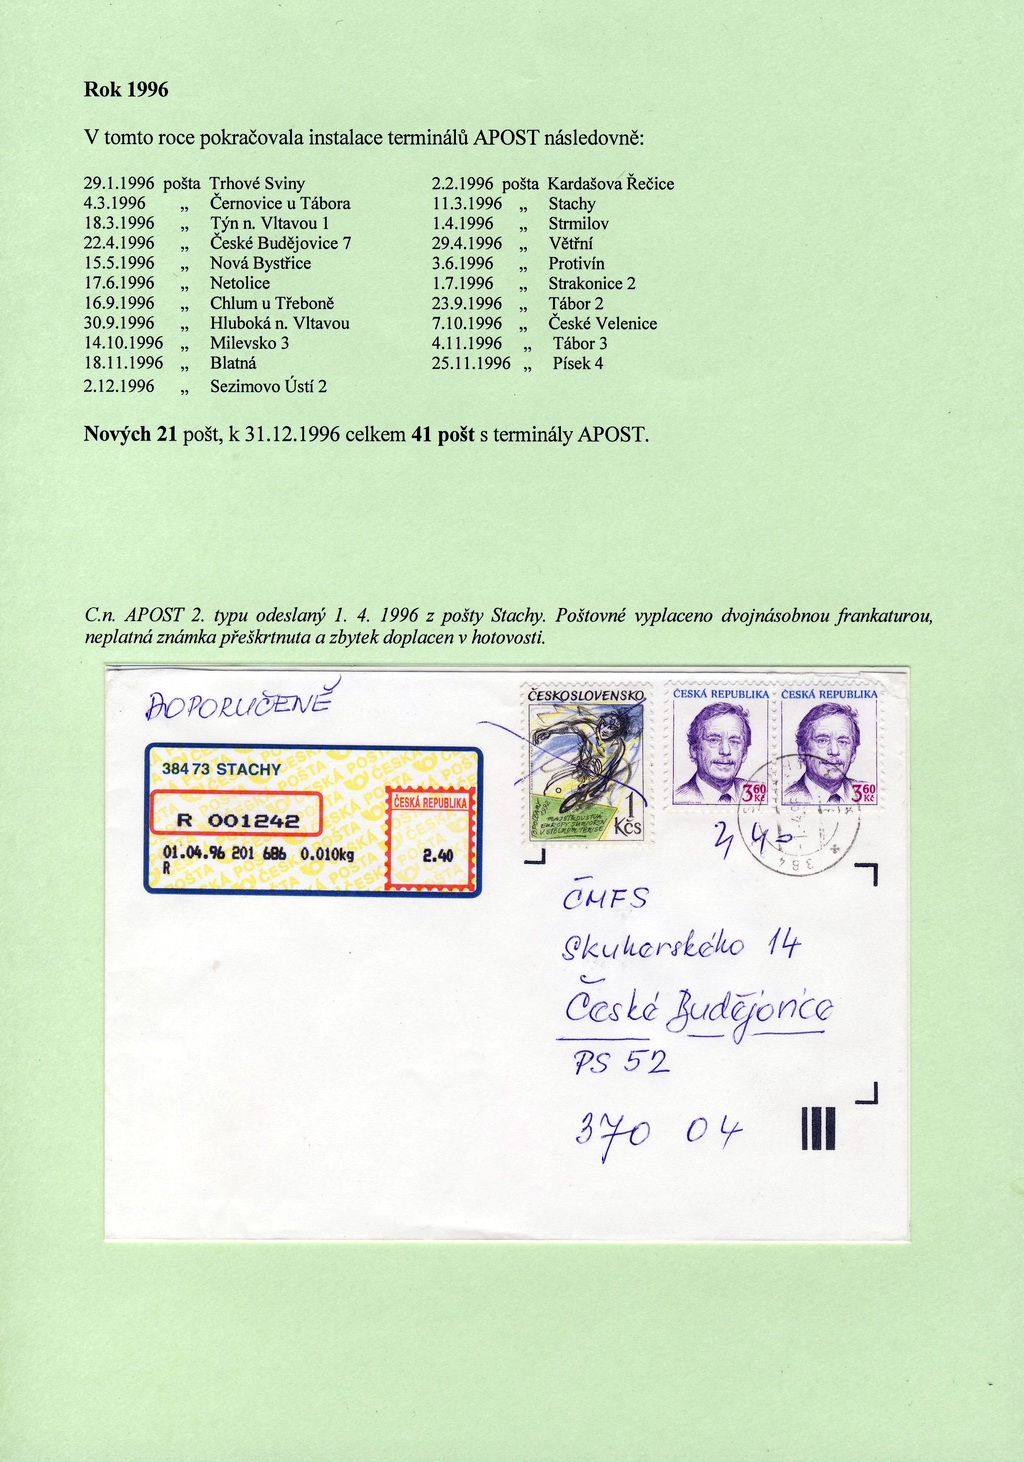 Rok 1996
V tomto roce pokračovala instalace terminálů APOST následovně:
29.1.1996 pošta Trhové Sviny 2.2.1996 pošta Kardašova Řečice
4.3.1996 „ Černovice u Tábora 11.3.1996 „ Stachy
18.3.1996 „ Týn n. Vltavou 1 1.4.1996 „ Strmilov
22.4.1996 „ České Budějovice 7 29.4.1996 „ Větřní
15.5.1996 „ Nová Bystřice 3.6.1996 „ Protivín
17.6.1996 „ Netolice 1.7.1996 „ Strakonice 2
16.9.1996 „ Chlum u Třeboně 23.9.1996 „ Tábor 2
30.9.1996 „ Hluboká n. Vltavou 7.10.1996 „ České Velenice
14.10.1996 „ Milevsko 3 4.11.1996 „ Tábor 3
18.11.1996 „ Blatná 25.11.1996 „ Písek 4
2.12.1996 „ Sezimovo Ústí 2
Nových 21 pošt, k 31.12.1996 celkem 41 pošt s terminály APOST.
C.n. APOST 2. typu odeslaný 1. 4. 1996 z pošty Stachy. Poštovné vyplaceno dvojnásobnou frankaturou,
neplatná známka přeškrtnuta a zbytek doplacen v hotovosti.
DOPORUČENĚ
38473 STACHY
R 001242
01.04.96 201 686 0.010kg
R
ČESKÁ REPUBLIKA
2.40
ČESKOSLOVENSKO
MAJSTROVSTVÁ
EURÓPY JUNIOROV
V STOLNOM TENISE
1 Kčs
ČESKÁ REPUBLIKA
3 60 Kč
ČESKÁ REPUBLIKA
3 60 Kč
384
ČMFS
Skuherského 14
České Budějovice
PS 52
370 04